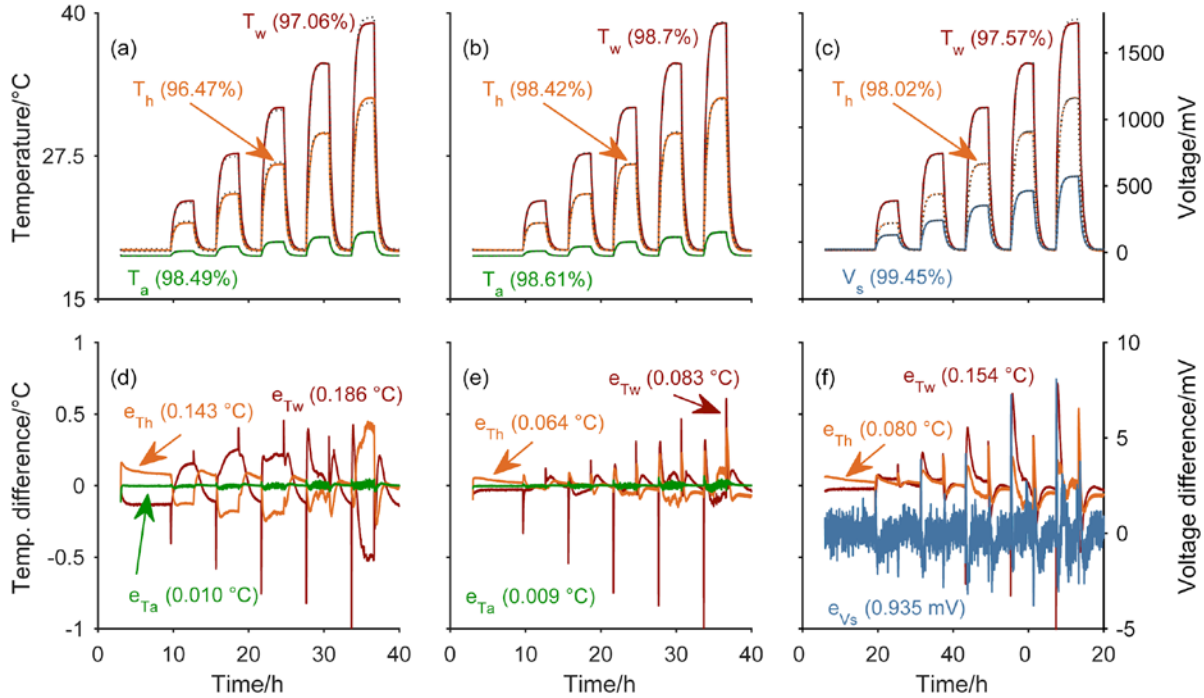 40
(a)
T_w (97.06%)
T_h
(96.47%)
T_a (98.49%)
27.5
15
Temperature/°C
(b)
T_w (98.7%)
T_h
(98.42%)
T_a (98.61%)
(c)
T_w (97.57%)
T_h
(98.02%)
V_s (99.45%)
1500
1000
500
0
Voltage/mV
1
0.5
0
-0.5
-1
Temp. difference/°C
(d)
e_Tw (0.186 °C)
e_Th (0.143 °C)
e_Ta (0.010 °C)
0 10 20 30 40
Time/h
(e)
e_Tw (0.083 °C)
e_Th (0.064 °C)
e_Ta (0.009 °C)
0 10 20 30 40
Time/h
(f)
e_Tw (0.154 °C)
e_Th (0.080 °C)
e_Vs (0.935 mV)
20 40 0 20
Time/h
10
5
0
-5
Voltage difference/mV